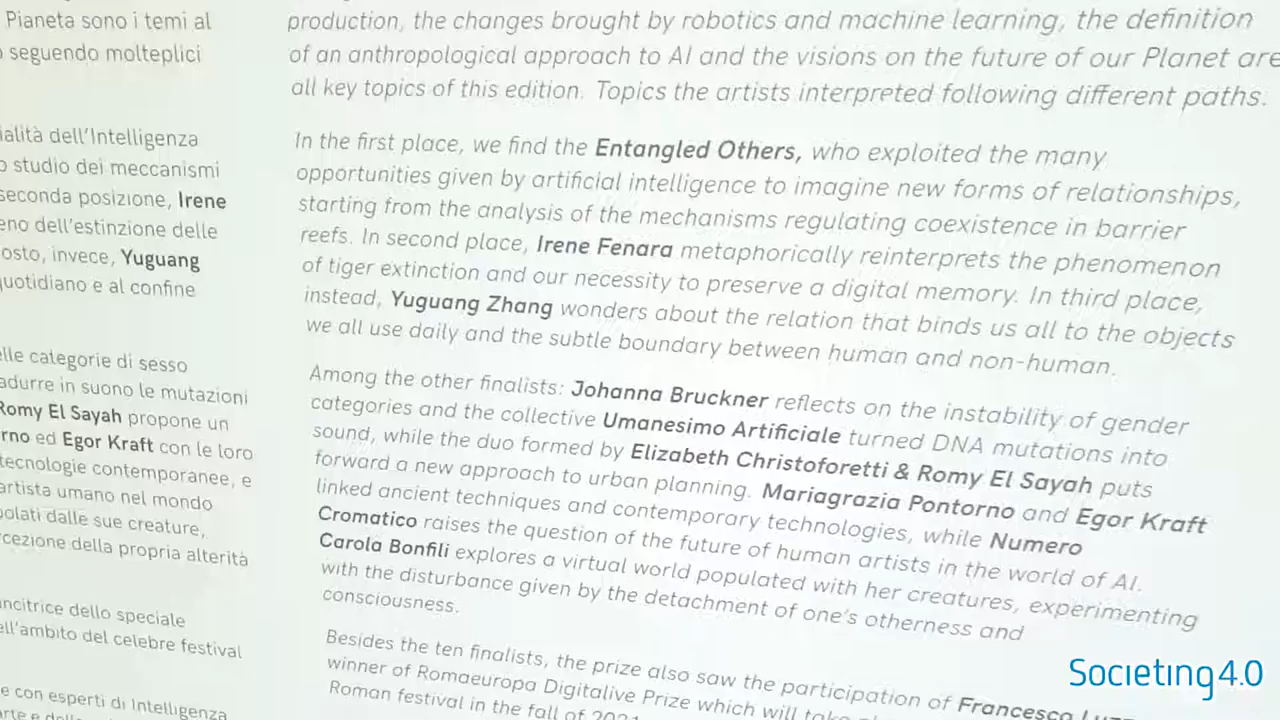 Pianeta sono i temi al
seguendo molteplici
dell'Intelligenza
studio dei meccanismi
seconda posizione, Irene
dell'estinzione delle
invece, Yuguang
quotidiano e al confine
categorie di sesso
in suono le mutazioni
Romy El Sayah propone un
ed Egor Kraft con le loro
tecnologie contemporanee, e
artista umano nel mondo
dalle sue creature,
della propria alterità
dello speciale
del celebre festival
e con esperti di Intelligenza
production, the changes brought by robotics and machine learning, the definition
of an anthropological approach to AI and the visions on the future of our Planet are
all key topics of this edition. Topics the artists interpreted following different paths.
In the first place, we find the Entangled Others, who exploited the many
opportunities given by artificial intelligence to imagine new forms of relationships,
starting from the analysis of the mechanisms regulating coexistence in barrier
reefs. In second place, Irene Fenara metaphorically reinterprets the phenomenon
of tiger extinction and our necessity to preserve a digital memory. In third place,
instead, Yuguang Zhang wonders about the relation that binds us all to the objects
we all use daily and the subtle boundary between human and non-human.
Among the other finalists: Johanna Bruckner reflects on the instability of gender
categories and the collective Umanesimo Artificiale turned DNA mutations into
sound, while the duo formed by Elizabeth Christoforetti & Romy El Sayah puts
forward a new approach to urban planning. Mariagrazia Pontorno and Egor Kraft
linked ancient techniques and contemporary technologies, while Numero
Cromatico raises the question of the future of human artists in the world of AI.
Carola Bonfili explores a virtual world populated with her creatures, experimenting
with the disturbance given by the detachment of one's otherness and
consciousness.
Besides the ten finalists, the prize also saw the participation of Francesco
winner of Romaeuropa Digitalive Prize which will take
Roman festival in the fall of 2021
Societing4.0